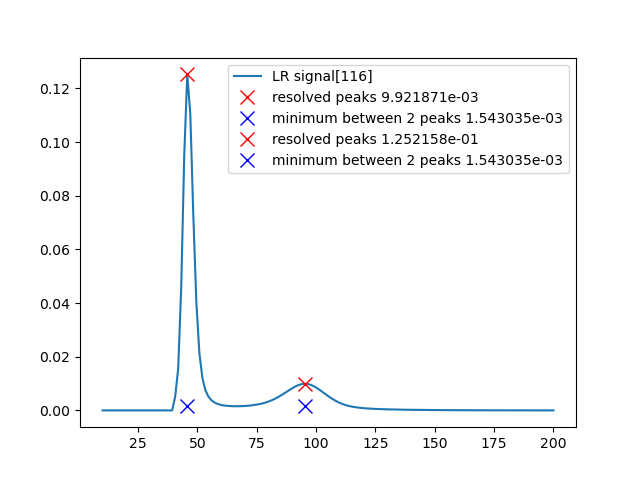 LR signal[116]
resolved peaks 9.921871e-03
minimum between 2 peaks 1.543035e-03
resolved peaks 1.252158e-01
minimum between 2 peaks 1.543035e-03
0.12
0.10
0.08
0.06
0.04
0.02
0.00
25 50 75 100 125 150 175 200